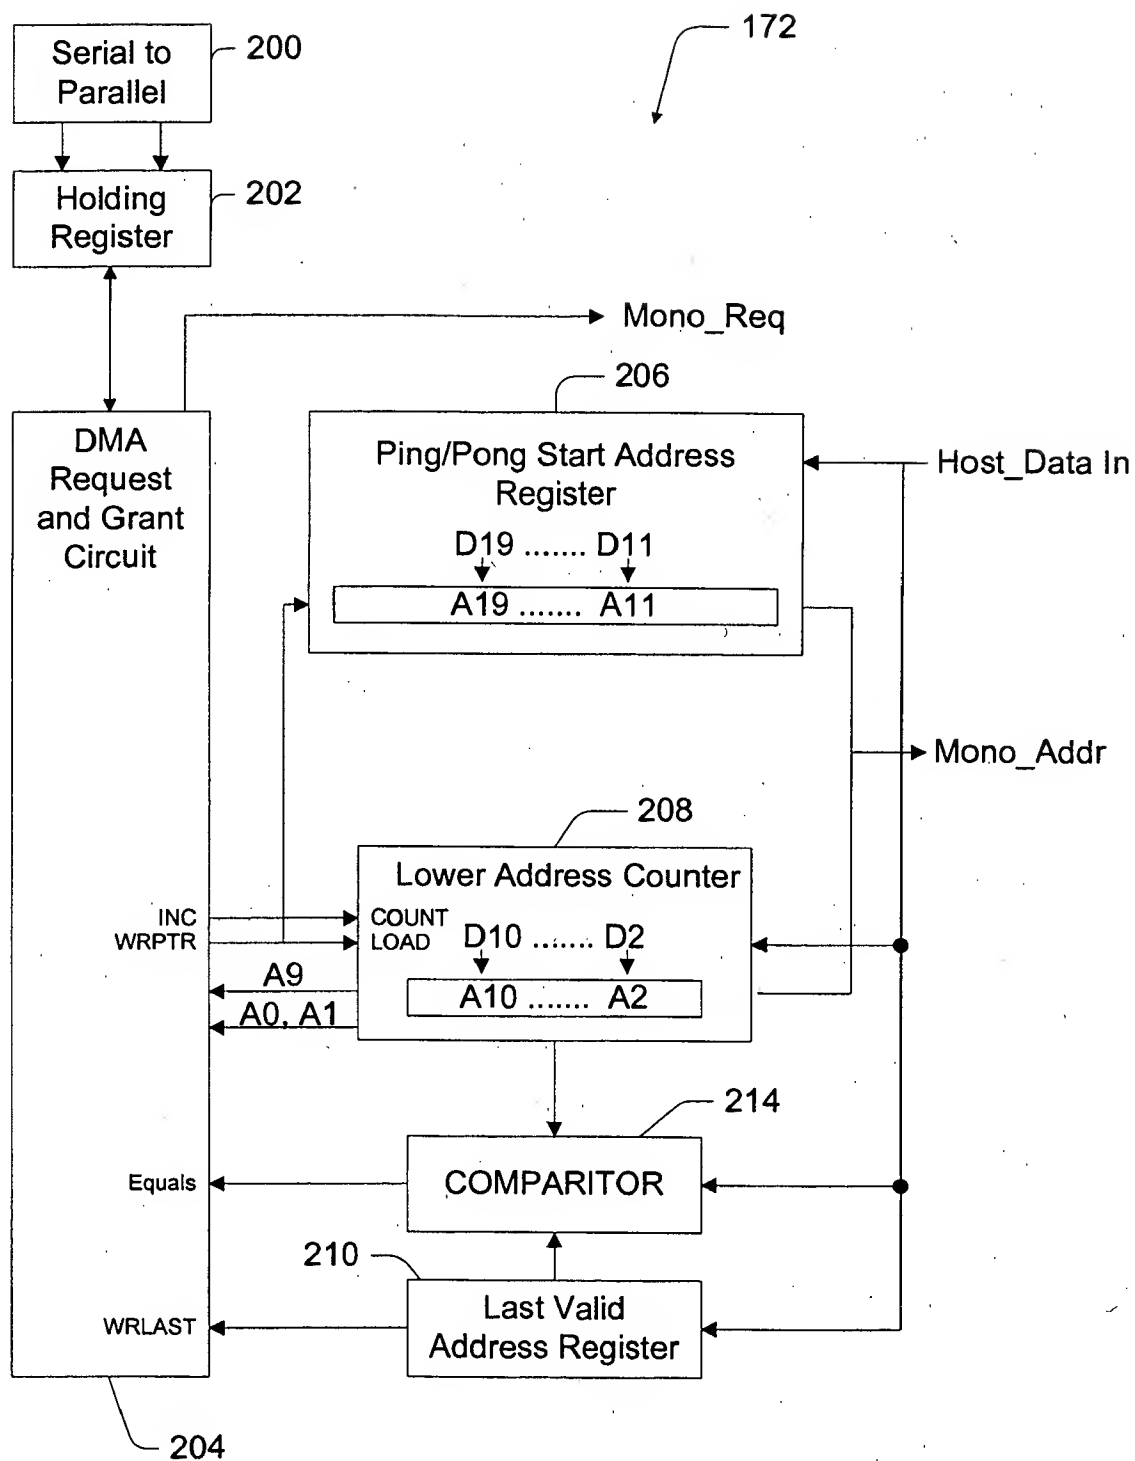 172
Serial to
Parallel
200
Holding
Register
202
Mono_Req
206
DMA
Request
and Grant
Circuit
Ping/Pong Start Address
Register
D19 ....... D11
A19 ....... A11
Host_Data In
Mono_Addr
208
Lower Address Counter
INC
COUNT
WRPTR
LOAD
D10 ....... D2
A9
A10 ....... A2
A0, A1
214
Equals
COMPARITOR
210
WRLAST
Last Valid
Address Register
204